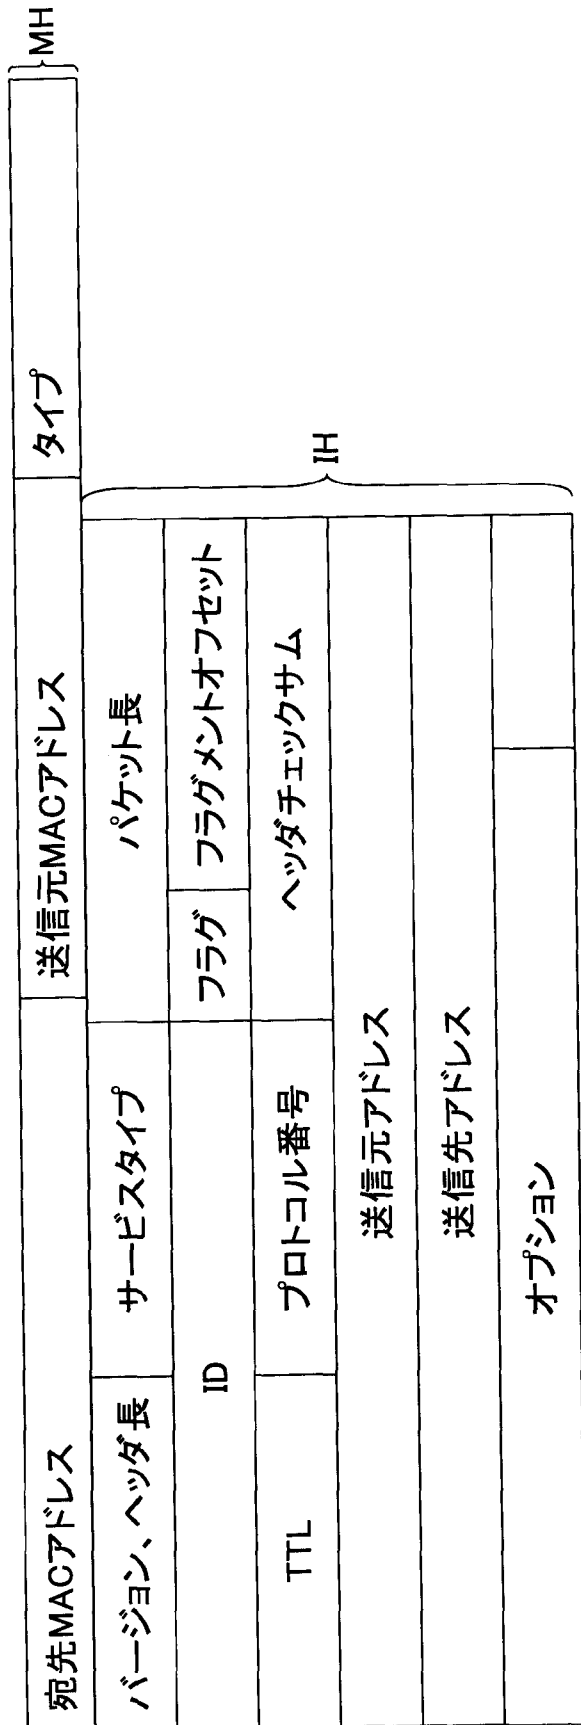 宛先MACアドレス 送信元MACアドレス タイプ MH
バージョン、ヘッダ長 サービスタイプ パケット長
ID フラグ フラグメントオフセット
TTL プロトコル番号 ヘッダチェックサム IH
送信元アドレス
送信先アドレス
オプション